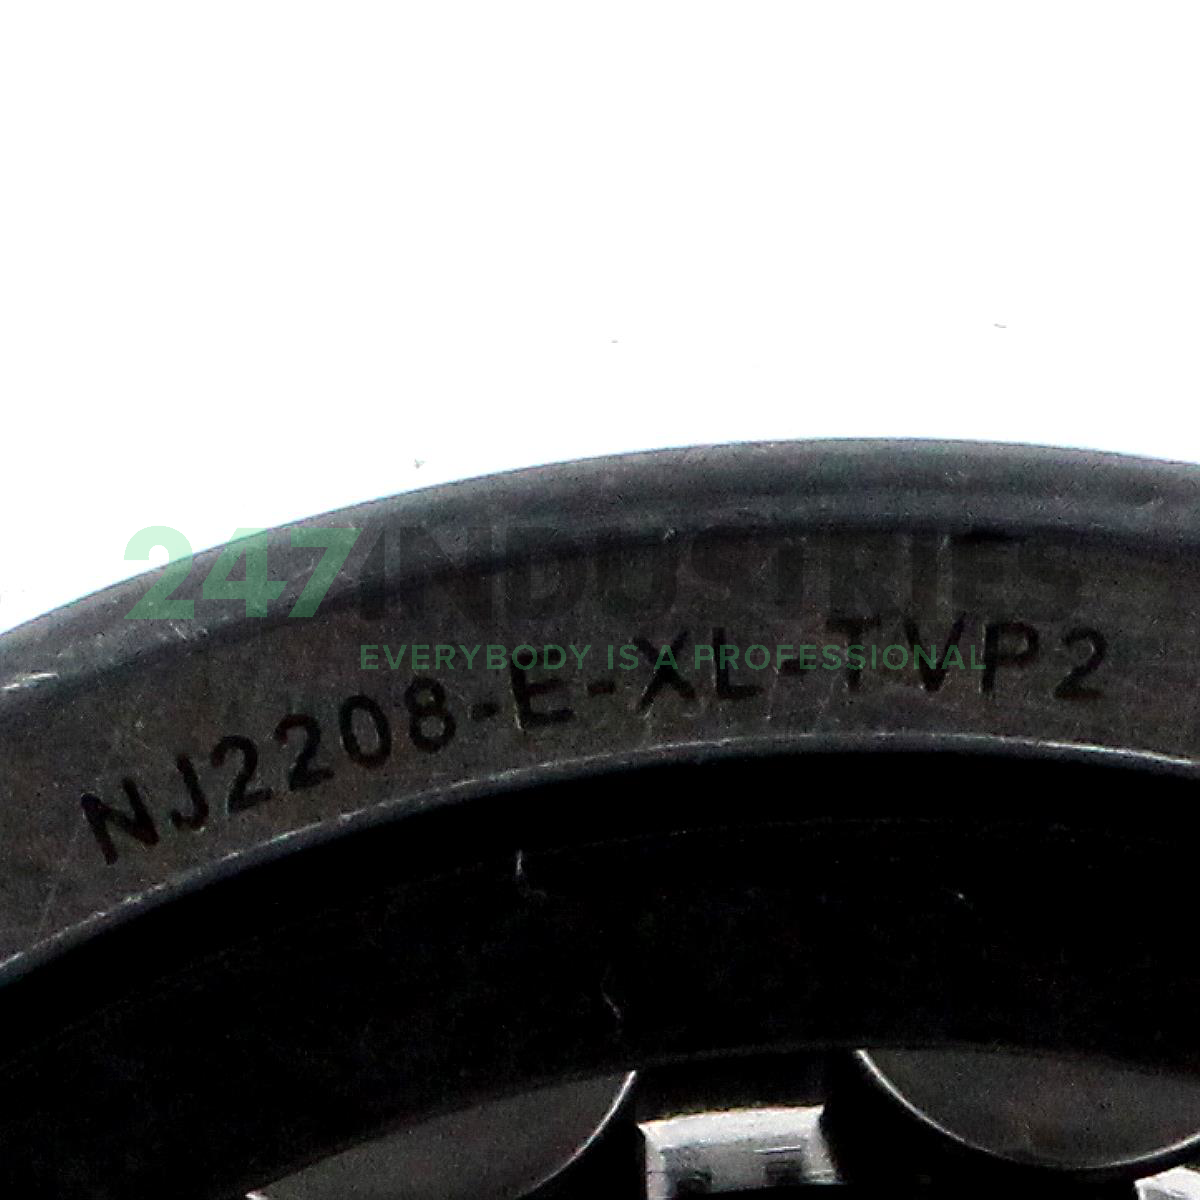 247INDUSTRIES
EVERYBODY IS A PROFESSIONAL
NJ2208-E-XL-TVP2